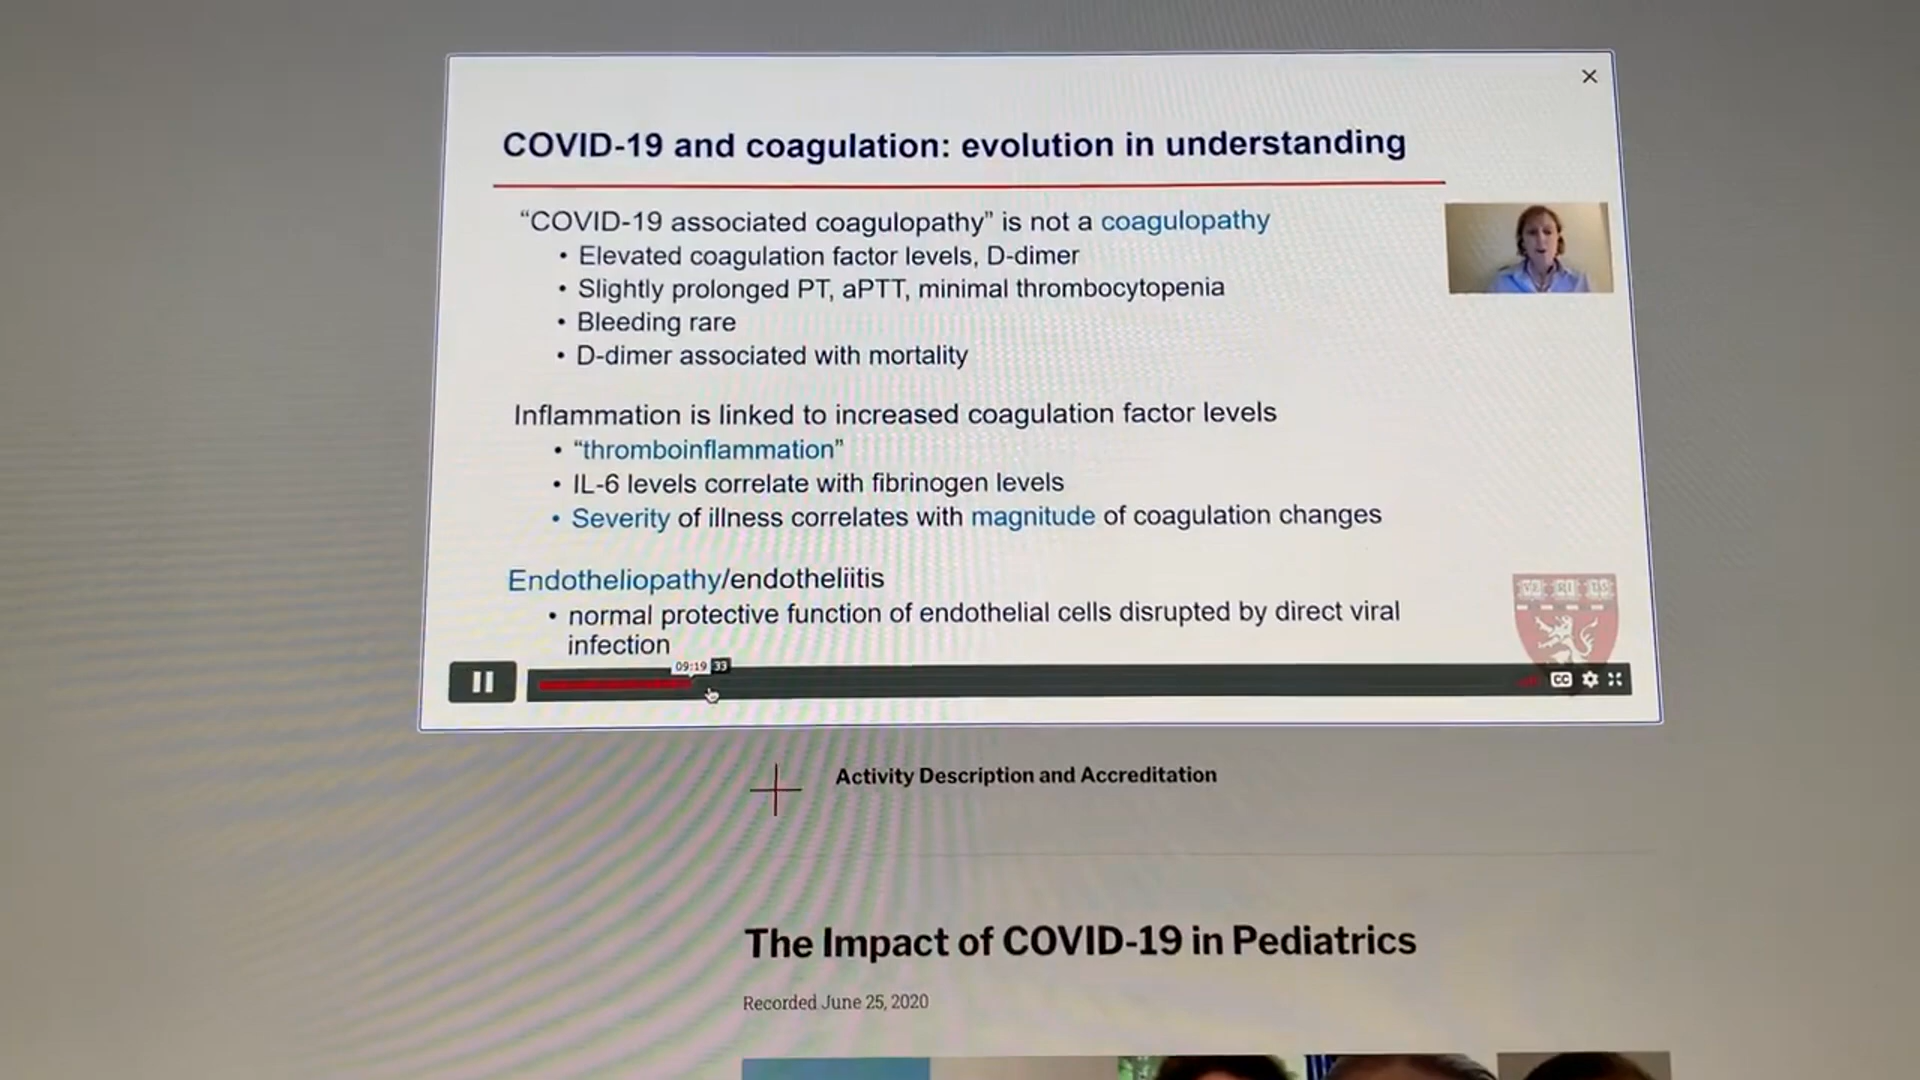 COVID-19 and coagulation: evolution in understanding
“COVID-19 associated coagulopathy” is not a coagulopathy
• Elevated coagulation factor levels, D-dimer
• Slightly prolonged PT, aPTT, minimal thrombocytopenia
• Bleeding rare
• D-dimer associated with mortality
Inflammation is linked to increased coagulation factor levels
• “thromboinflammation”
• IL-6 levels correlate with fibrinogen levels
• Severity of illness correlates with magnitude of coagulation changes
Endotheliopathy/endotheliitis
• normal protective function of endothelial cells disrupted by direct viral
infection
09:19 33
CC
Activity Description and Accreditation
The Impact of COVID-19 in Pediatrics
Recorded June 25, 2020